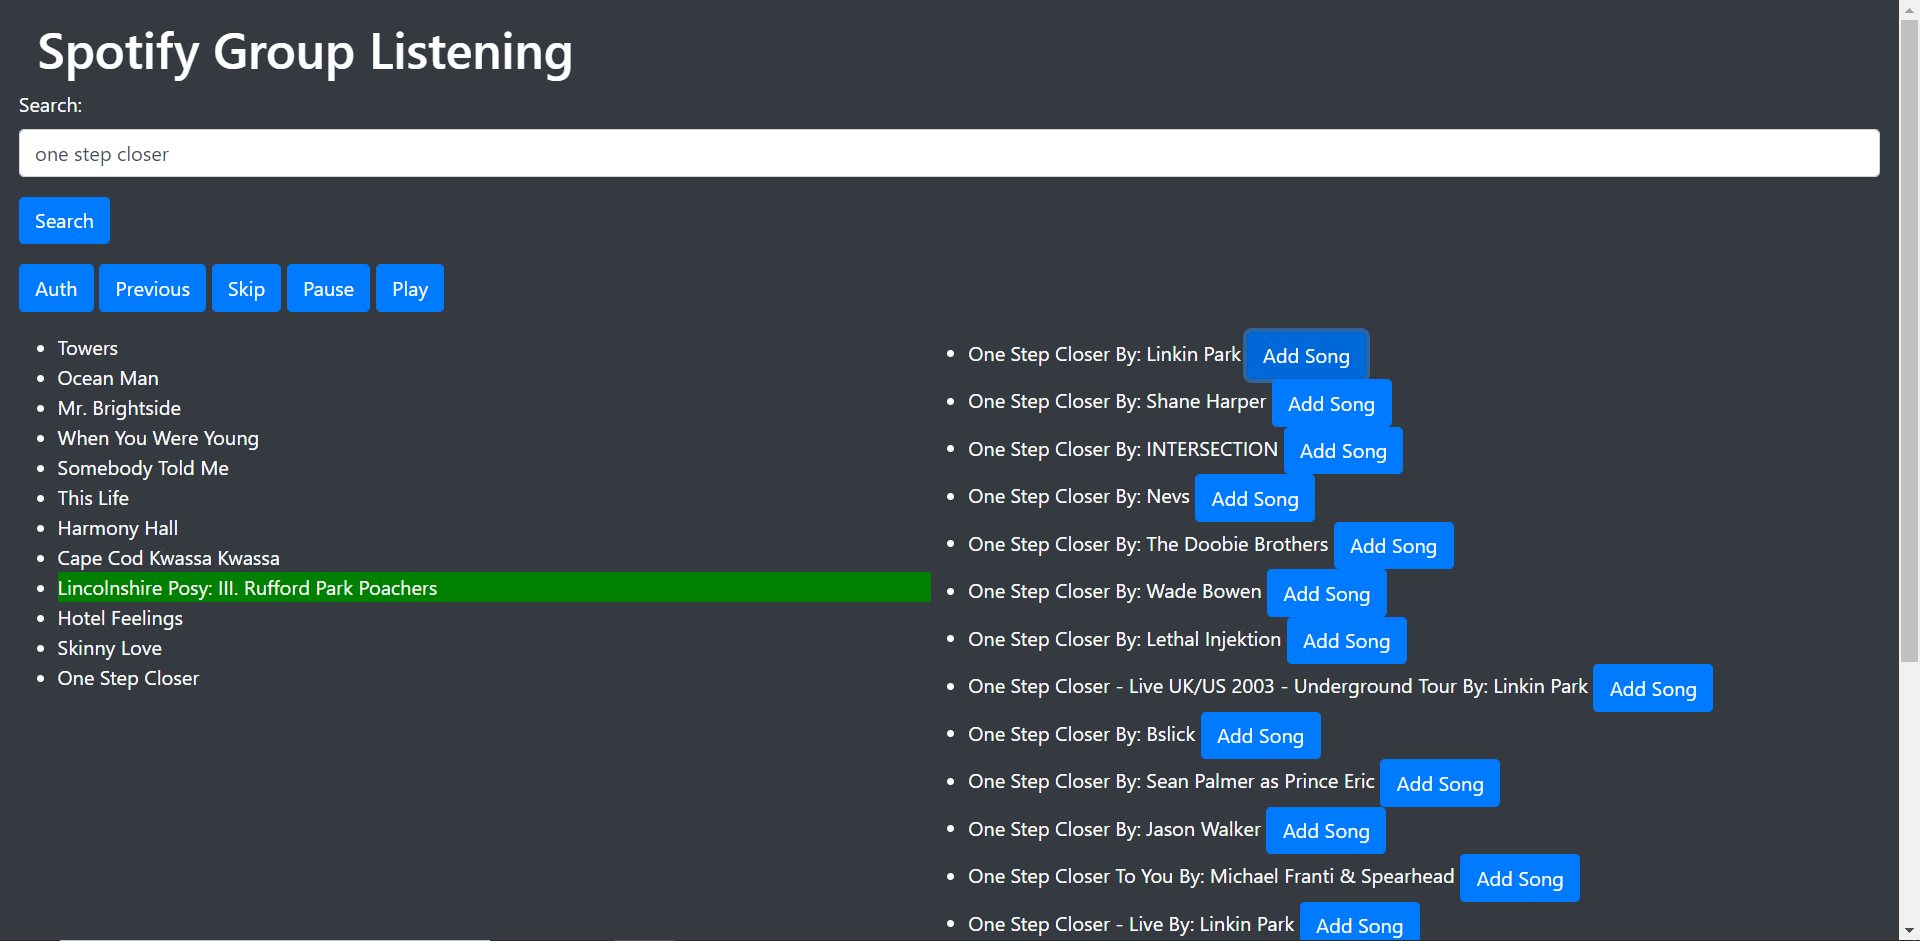 Spotify Group Listening
Search:
one step closer
Search
Auth Previous Skip Pause Play
Towers
Ocean Man
Mr. Brightside
When You Were Young
Somebody Told Me
This Life
Harmony Hall
Cape Cod Kwassa Kwassa
Lincolnshire Posy: III. Rufford Park Poachers
Hotel Feelings
Skinny Love
One Step Closer
One Step Closer By: Linkin Park Add Song
One Step Closer By: Shane Harper Add Song
One Step Closer By: INTERSECTION Add Song
One Step Closer By: Nevs Add Song
One Step Closer By: The Doobie Brothers Add Song
One Step Closer By: Wade Bowen Add Song
One Step Closer By: Lethal Injektion Add Song
One Step Closer - Live UK/US 2003 - Underground Tour By: Linkin Park Add Song
One Step Closer By: Bslick Add Song
One Step Closer By: Sean Palmer as Prince Eric Add Song
One Step Closer By: Jason Walker Add Song
One Step Closer To You By: Michael Franti & Spearhead Add Song
One Step Closer - Live By: Linkin Park Add Song